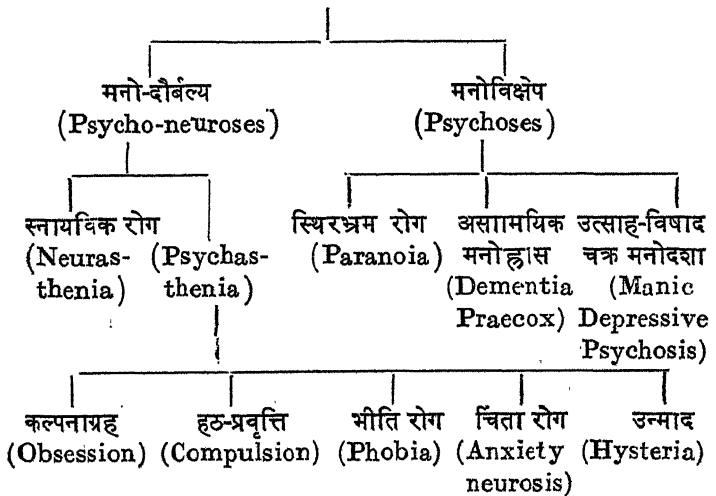 मनो-दौर्बल्य मनोविक्षेप
(Psycho-neuroses) (Psychoses)
स्नायविक रोग स्थिरभ्रम रोग असाामयिक उत्साह-विषाद
(Neuras- (Psychas- (Paranoia) मनोह्रास चक्र मनोदशा
thenia) thenia) (Dementia (Manic
Praecox) Depressive
Psychosis)
कल्पनाग्रह हठ-प्रवृत्ति भीति रोग चिंता रोग उन्माद
(Obsession) (Compulsion) (Phobia) (Anxiety (Hysteria)
neurosis)